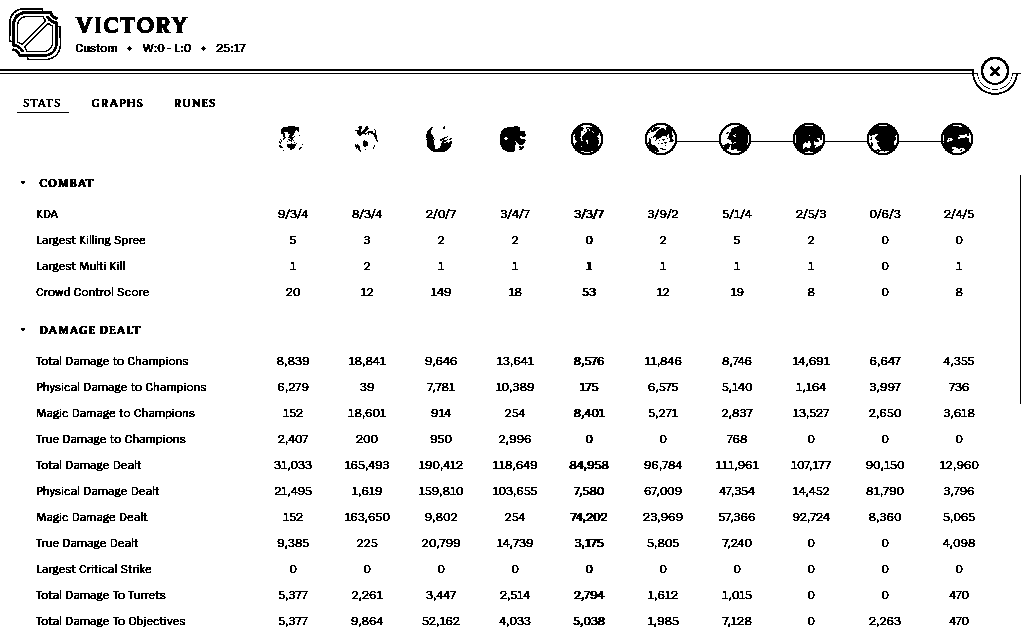 VICTORY
Custom • W:0 - L:0 • 25:17
STATS GRAPHS RUNES
COMBAT
KDA 9/3/4 8/3/4 2/0/7 3/4/7 3/3/7 3/9/2 5/1/4 2/5/3 0/6/3 2/4/5
Largest Killing Spree 5 3 2 2 0 2 5 2 0 0
Largest Multi Kill 1 2 1 1 1 1 1 1 0 1
Crowd Control Score 20 12 149 18 53 12 19 8 0 8
DAMAGE DEALT
Total Damage to Champions 8,839 18,841 9,646 13,641 8,576 11,846 8,746 14,691 6,647 4,355
Physical Damage to Champions 6,279 39 7,781 10,389 175 6,575 5,140 1,164 3,997 736
Magic Damage to Champions 152 18,601 914 254 8,401 5,271 2,837 13,527 2,650 3,618
True Damage to Champions 2,407 200 950 2,996 0 0 768 0 0 0
Total Damage Dealt 31,033 165,493 190,412 118,649 84,958 96,784 111,961 107,177 90,150 12,960
Physical Damage Dealt 21,495 1,619 159,810 103,655 7,580 67,009 47,354 14,452 81,790 3,796
Magic Damage Dealt 152 163,650 9,802 254 74,202 23,969 57,366 92,724 8,360 5,065
True Damage Dealt 9,385 225 20,799 14,739 3,175 5,805 7,240 0 0 4,098
Largest Critical Strike 0 0 0 0 0 0 0 0 0 0
Total Damage To Turrets 5,377 2,261 3,447 2,514 2,794 1,612 1,015 0 0 470
Total Damage To Objectives 5,377 9,864 52,162 4,033 5,038 1,985 7,128 0 2,263 470